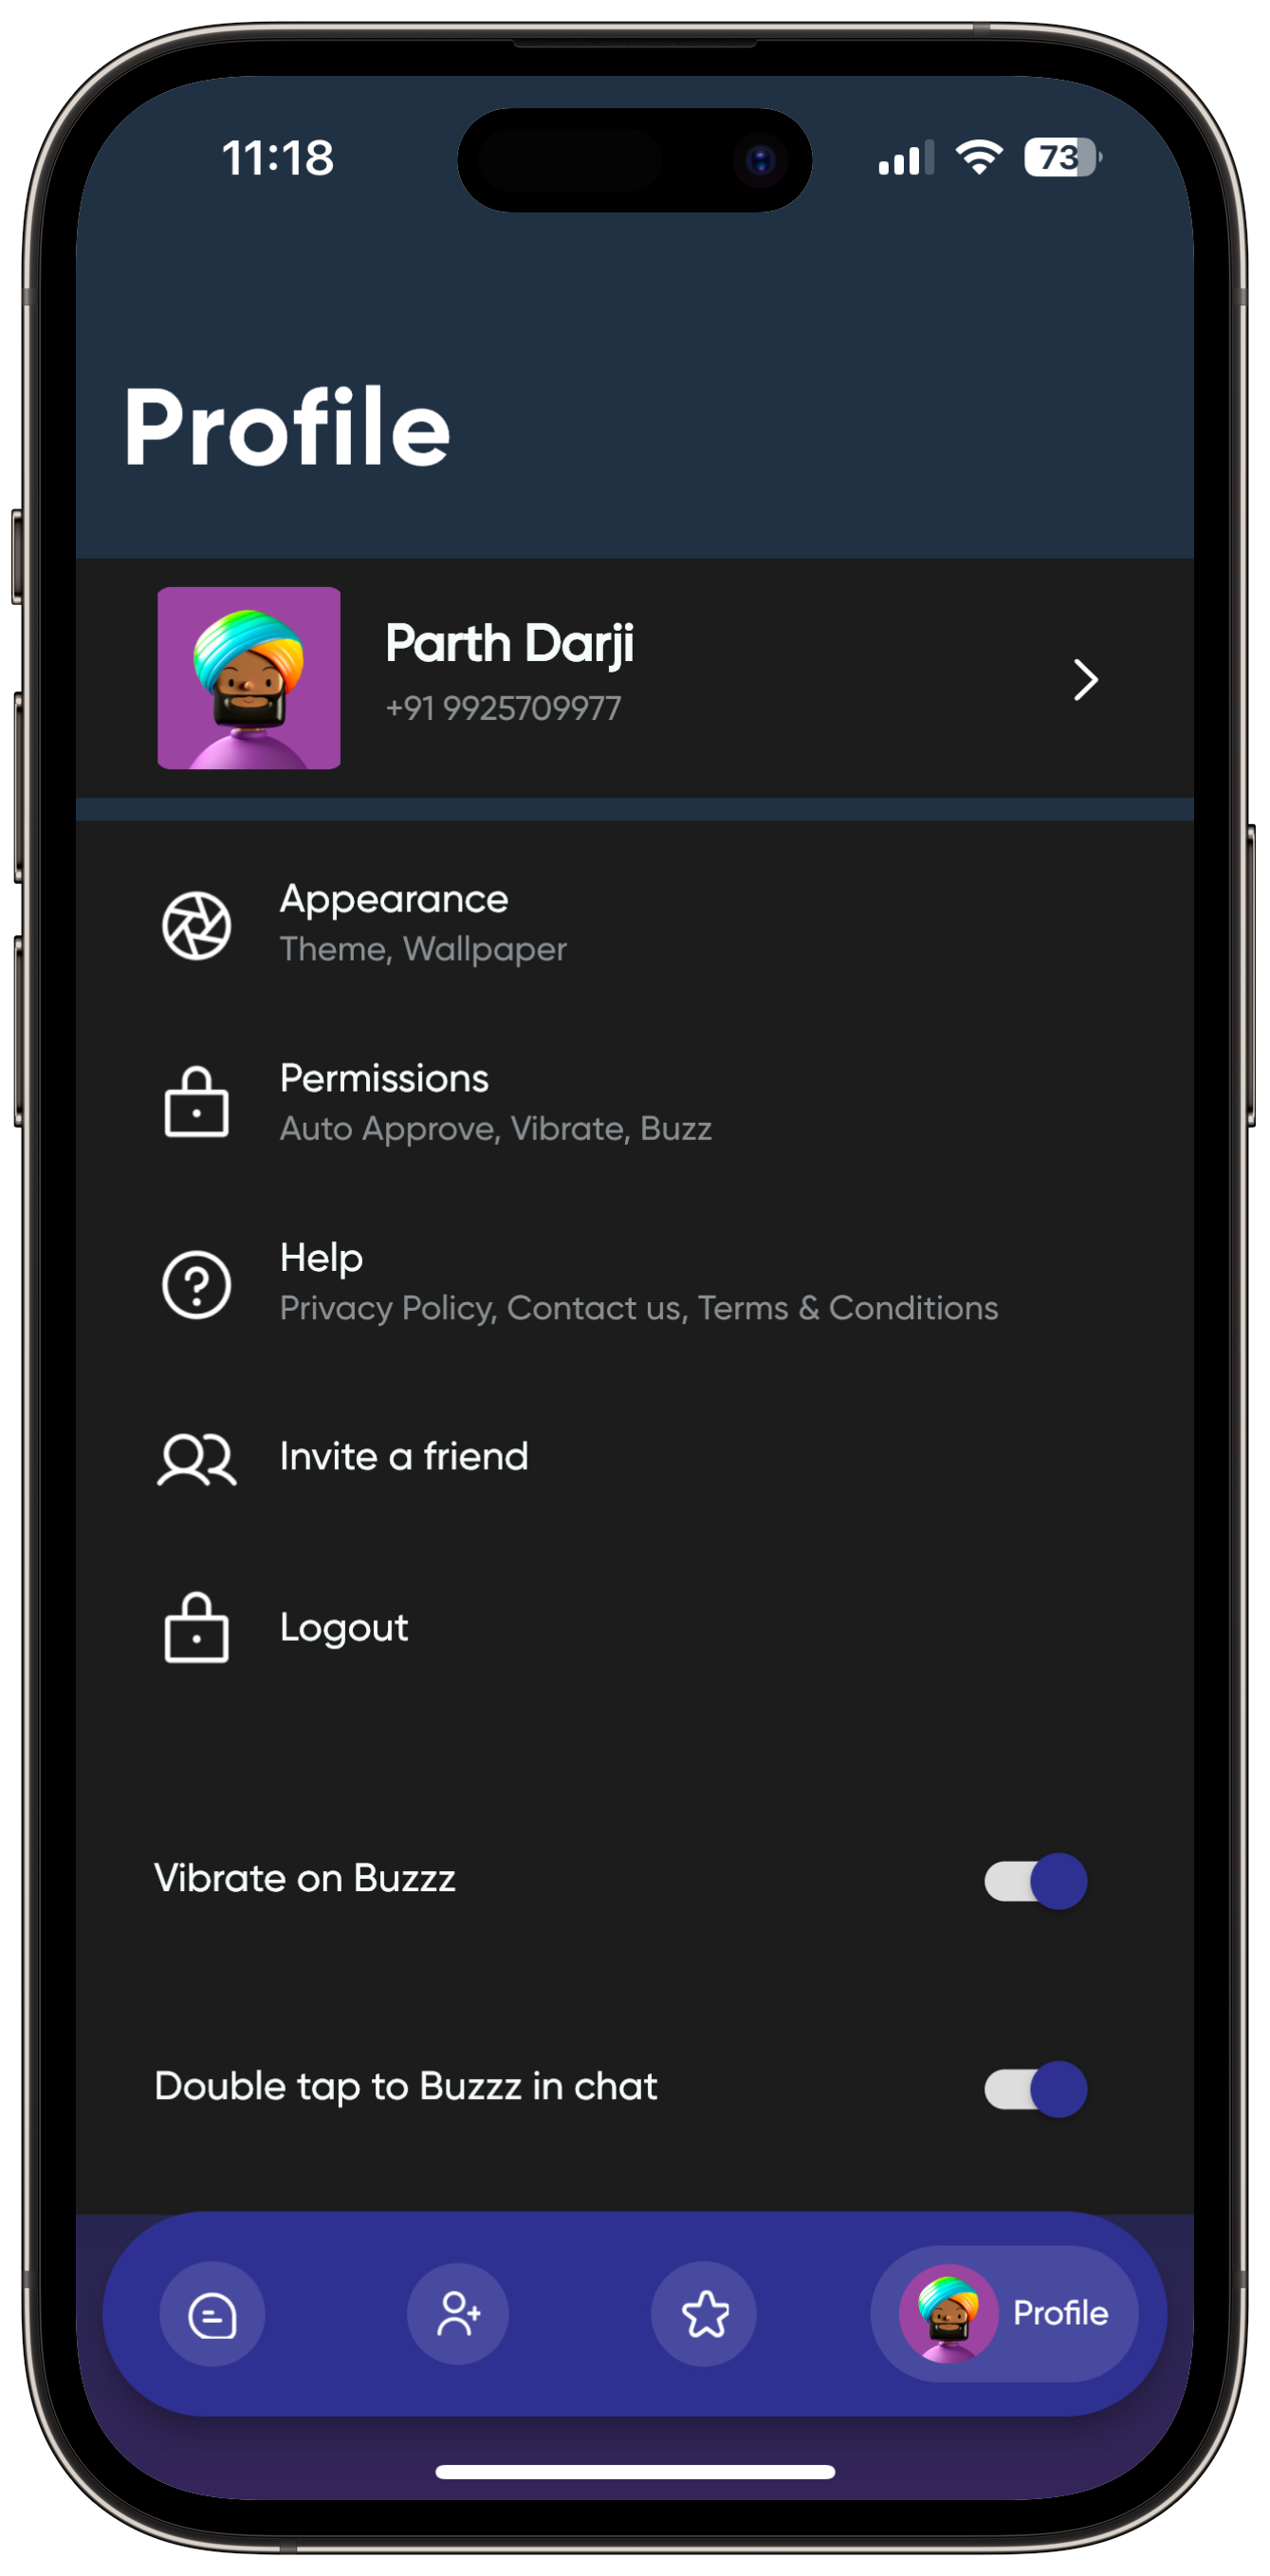 11:18
73
Profile
Parth Darji
+91 9925709977
Appearance
Theme, Wallpaper
Permissions
Auto Approve, Vibrate, Buzz
Help
Privacy Policy, Contact us, Terms & Conditions
Invite a friend
Logout
Vibrate on Buzzz
Double tap to Buzzz in chat
Profile